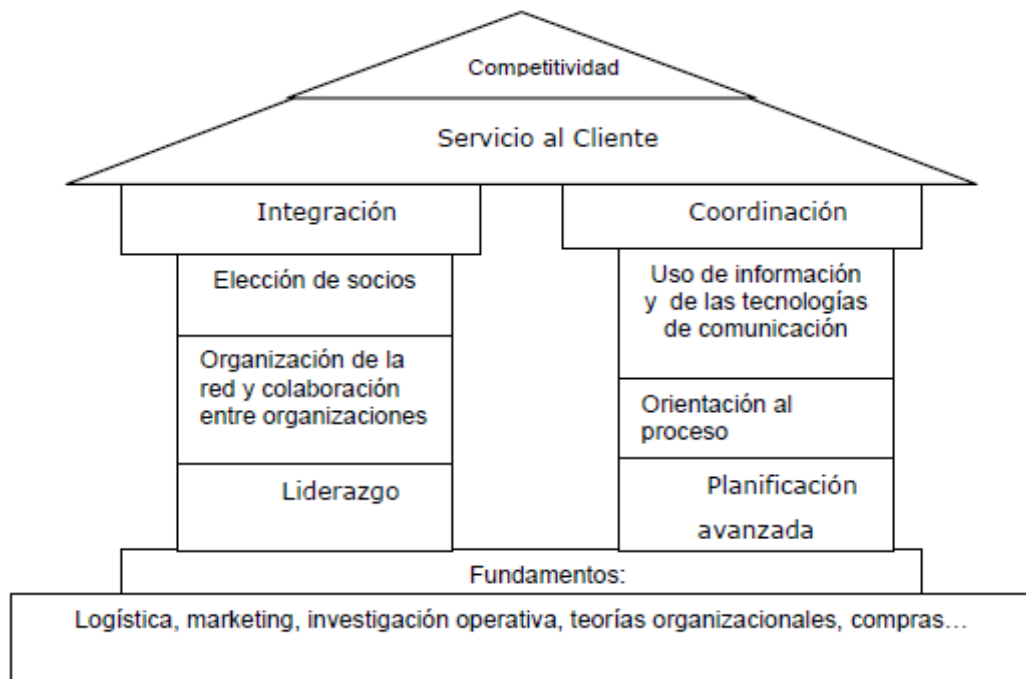 Competitividad
Servicio al Cliente
Integración
Coordinación
Elección de socios
Organización de la
red y colaboración
entre organizaciones
Liderazgo
Uso de información
y de las tecnologías
de comunicación
Orientación al
proceso
Planificación
avanzada
Fundamentos:
Logística, marketing, investigación operativa, teorías organizacionales, compras…